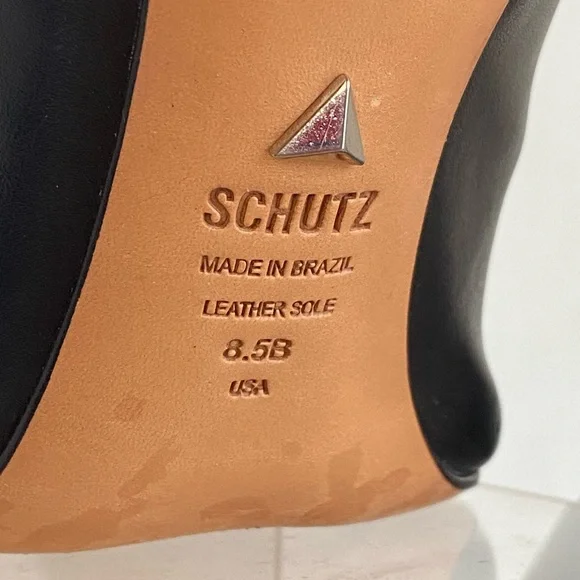 SCHUTZ
MADE IN BRAZIL
LEATHER SOLE
8.5B
USA